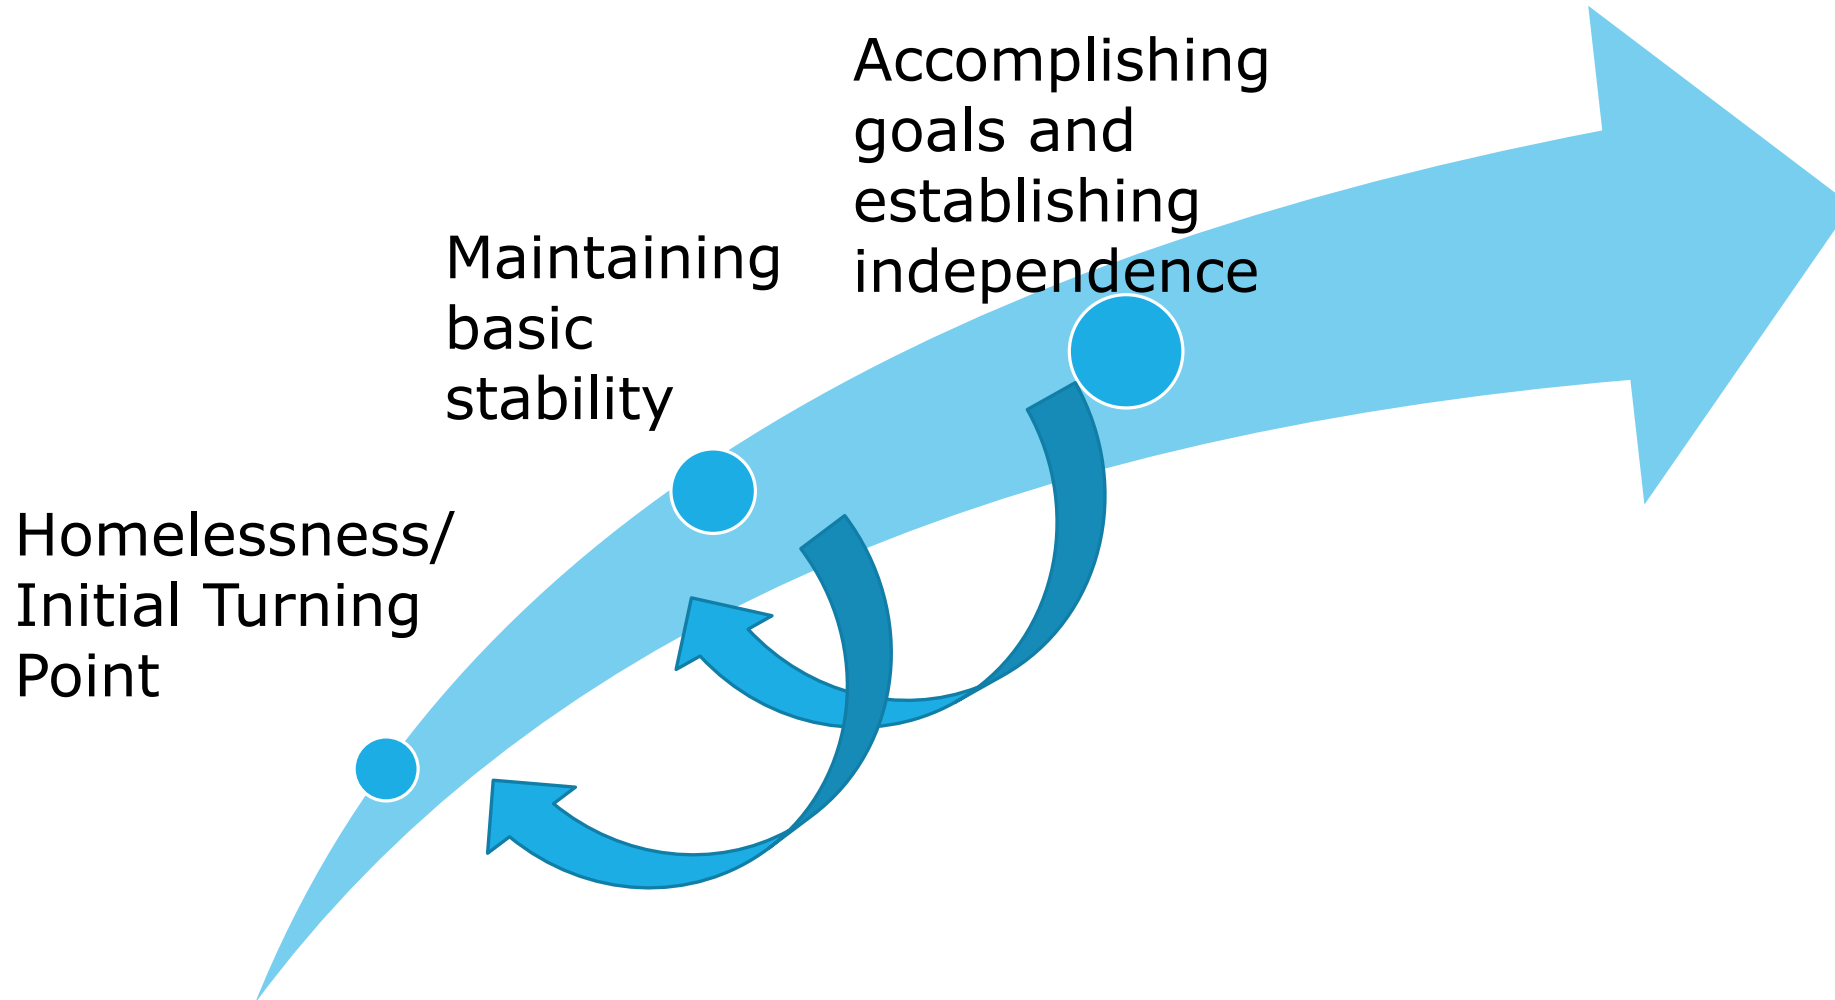 Homelessness/
Initial Turning
Point
Maintaining
basic
stability
Accomplishing
goals and
establishing
independence